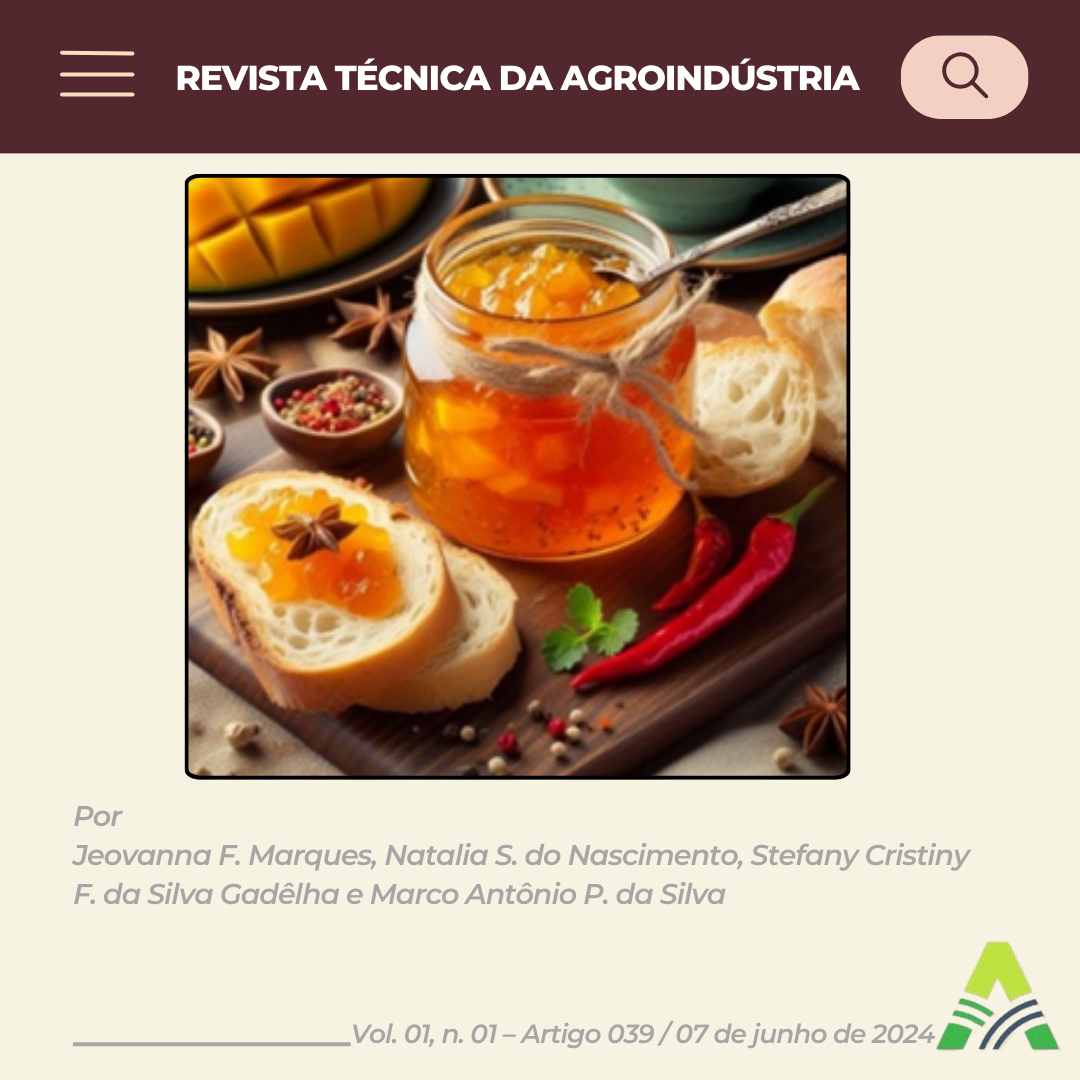 REVISTA TÉCNICA DA AGROINDÚSTRIA
Por
Jeovanna F. Marques, Natalia S. do Nascimento, Stefany Cristiny
F. da Silva Gadêlha e Marco Antônio P. da Silva
Vol. 01, n. 01 – Artigo 039 / 07 de junho de 2024